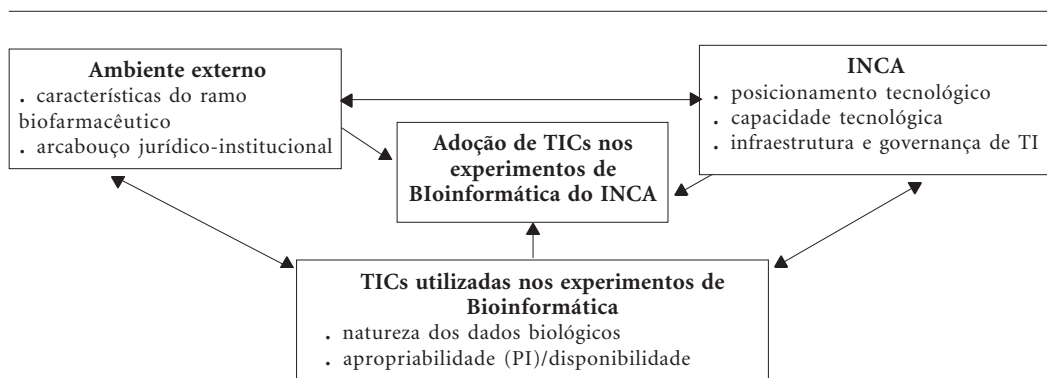 Ambiente externo
. características do ramo
biofarmacêutico
. arcabouço jurídico-institucional
INCA
. posicionamento tecnológico
. capacidade tecnológica
. infraestrutura e governança de TI
Adoção de TICs nos
experimentos de
BIoinformática do INCA
TICs utilizadas nos experimentos de
Bioinformática
. natureza dos dados biológicos
. apropriabilidade (PI)/disponibilidade